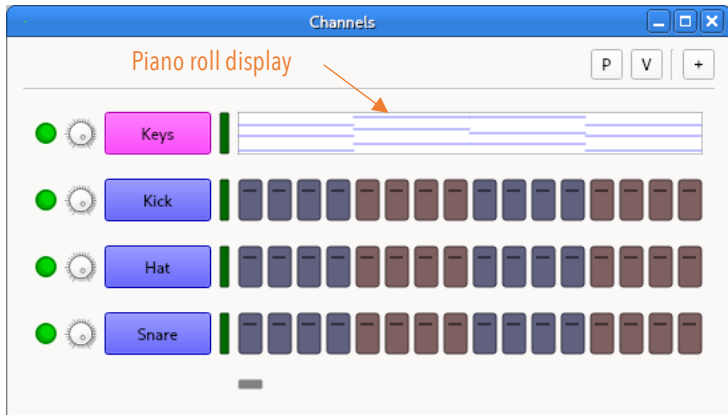 Channels
Piano roll display
P V +
Keys
Kick
Hat
Snare